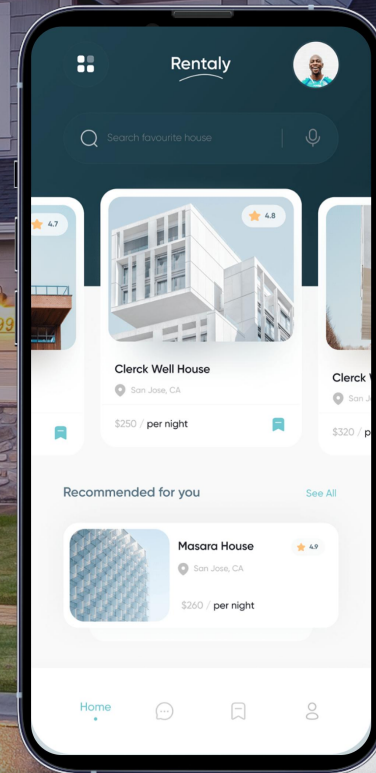 Rentaly
Search favourite house
4.7
4.8
Clerck Well House
San Jose, CA
$250 / per night
Clerck
San J
$320 / p
Recommended for you
See All
Masara House
4.9
San Jose, CA
$260 / per night
Home